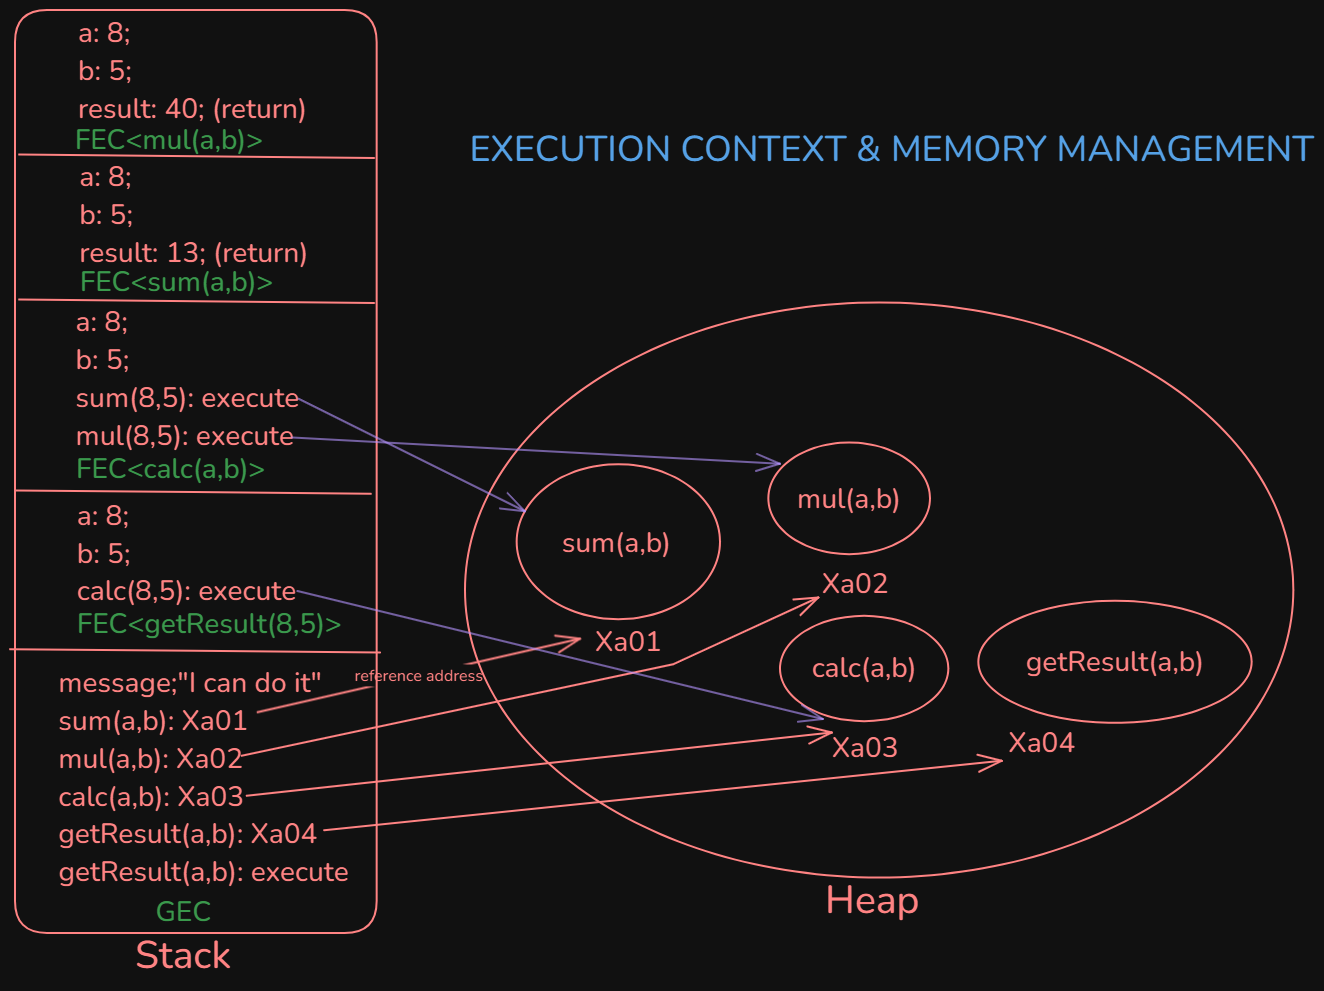 a: 8;
b: 5;
result: 40; (return)
FEC<mul(a,b)>
a: 8;
b: 5;
result: 13; (return)
FEC<sum(a,b)>
a: 8;
b: 5;
sum(8,5): execute
mul(8,5): execute
FEC<calc(a,b)>
a: 8;
b: 5;
calc(8,5): execute
FEC<getResult(8,5)>
message;"I can do it"
sum(a,b): Xa01
mul(a,b): Xa02
calc(a,b): Xa03
getResult(a,b): Xa04
getResult(a,b): execute
GEC
Stack
reference address
EXECUTION CONTEXT & MEMORY MANAGEMENT
sum(a,b)
Xa01
mul(a,b)
Xa02
calc(a,b)
Xa03
getResult(a,b)
Xa04
Heap